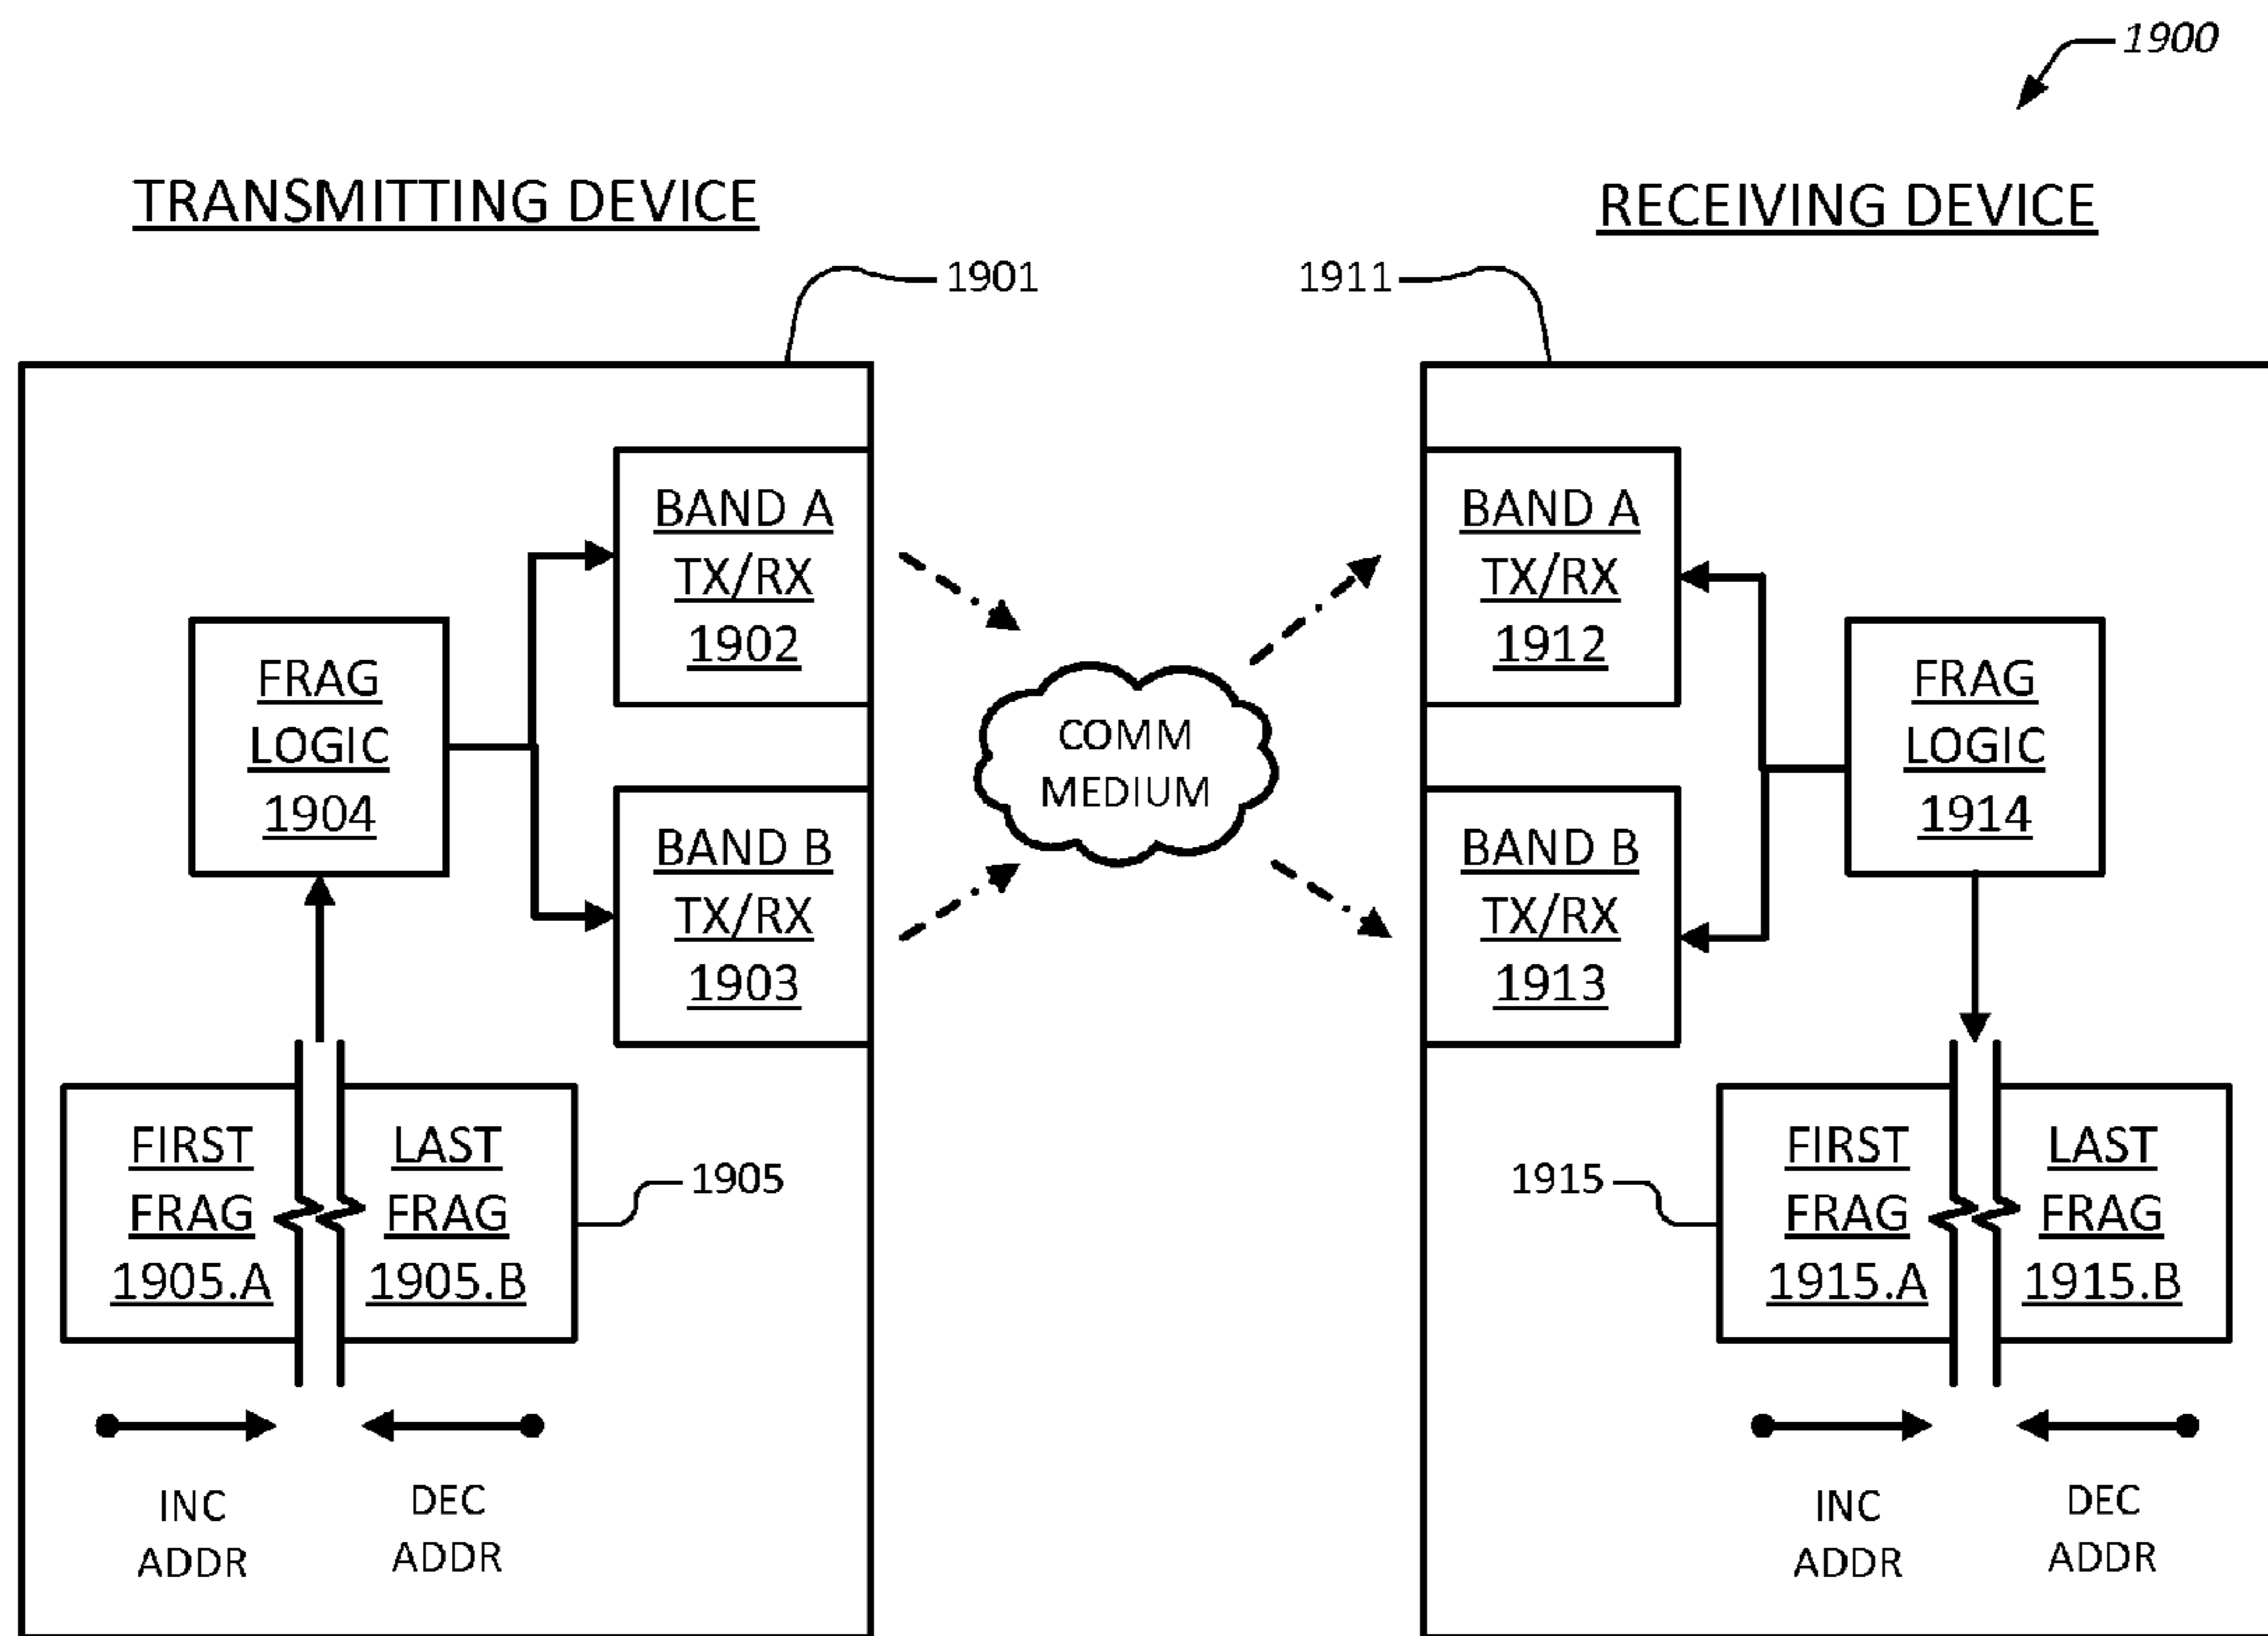 1900
TRANSMITTING DEVICE
RECEIVING DEVICE
1901
1911
BAND A
TX/RX
1902
BAND A
TX/RX
1912
FRAG
LOGIC
1904
COMM
MEDIUM
FRAG
LOGIC
1914
BAND B
TX/RX
1903
BAND B
TX/RX
1913
FIRST
FRAG
1905.A
LAST
FRAG
1905.B
1905
1915
FIRST
FRAG
1915.A
LAST
FRAG
1915.B
INC
ADDR
DEC
ADDR
INC
ADDR
DEC
ADDR